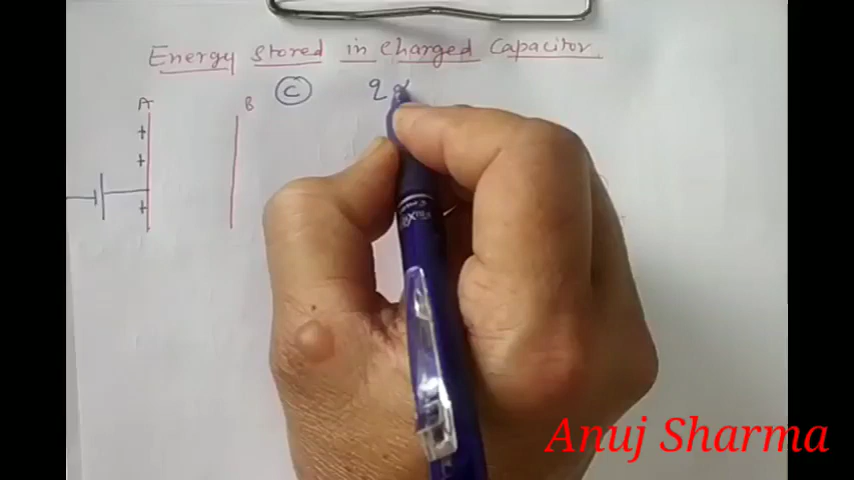 Energy stored in charged Capacitor.
A B C q α
+
+
+
Anuj Sharma